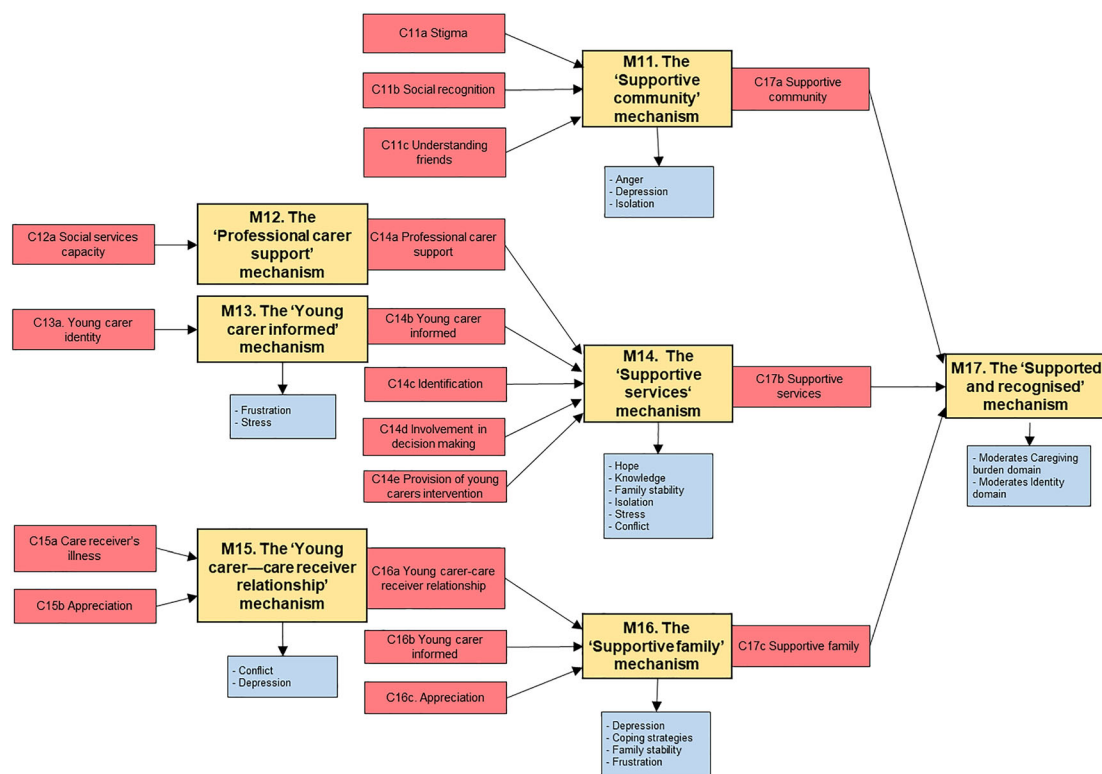 C11a Stigma
C11b Social recognition
C11c Understanding
friends
M11. The
‘Supportive
community’
mechanism
C17a Supportive
community
- Anger
- Depression
- Isolation
C12a Social services
capacity
M12. The
‘Professional carer
support’
mechanism
C14a Professional carer
support
C13a. Young carer
identity
M13. The ‘Young
carer informed’
mechanism
C14b Young carer
informed
- Frustration
- Stress
C14c Identification
C14d Involvement in
decision making
C14e Provision of young
carers intervention
M14. The
‘Supportive
services‘
mechanism
C17b Supportive
services
- Hope
- Knowledge
- Family stability
- Isolation
- Stress
- Conflict
M17. The ‘Supported
and recognised’
mechanism
- Moderates Caregiving
burden domain
- Moderates Identity
domain
C15a Care receiver's
illness
C15b Appreciation
M15. The ‘Young
carer—care receiver
relationship’
mechanism
C16a Young carer-care
receiver relationship
- Conflict
- Depression
C16b Young carer
informed
C16c. Appreciation
M16. The
‘Supportive family’
mechanism
C17c Supportive family
- Depression
- Coping strategies
- Family stability
- Frustration